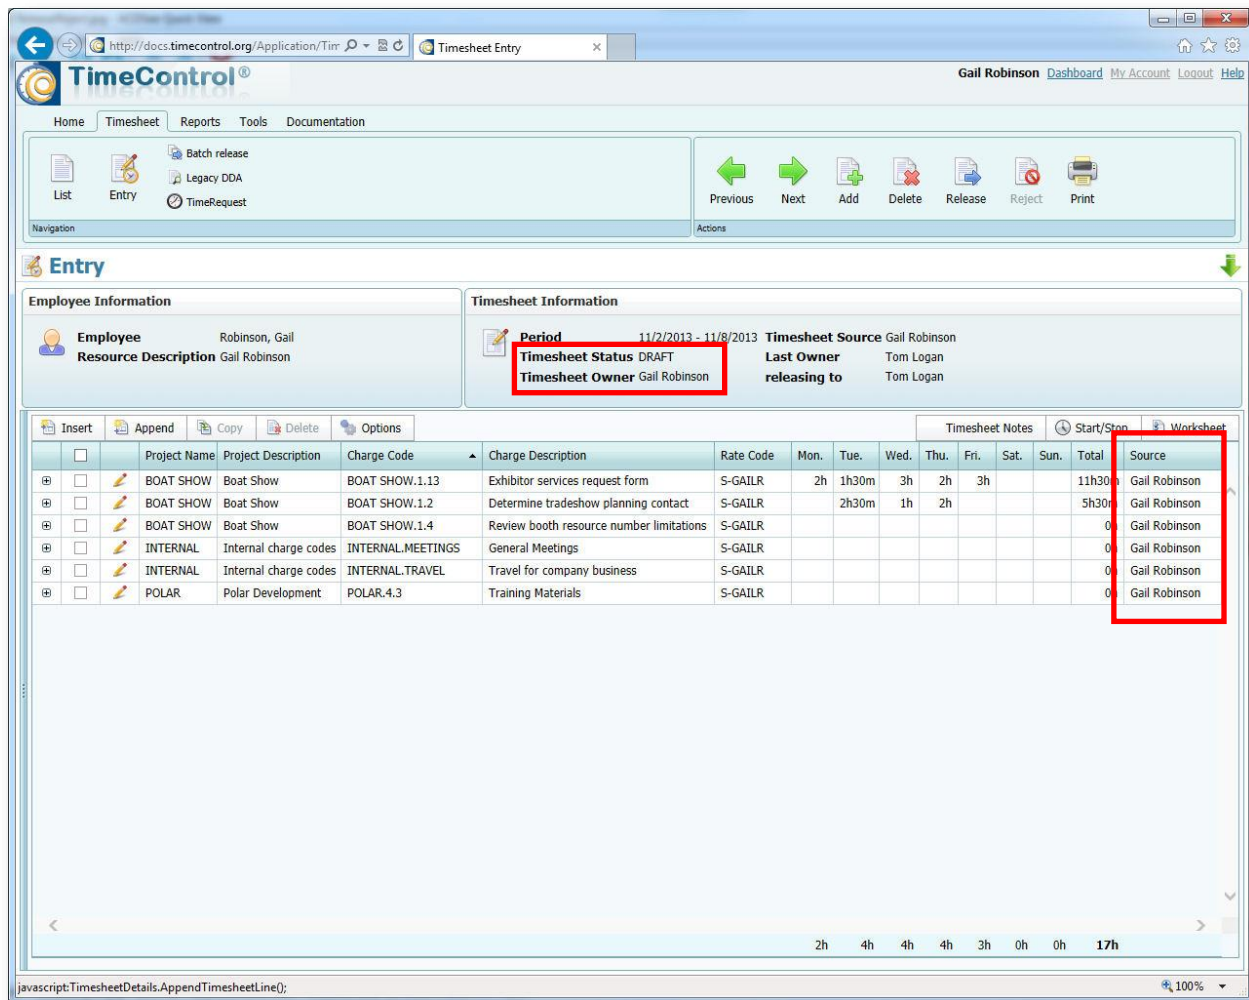 http://docs.timecontrol.org/Application/Tim
Timesheet Entry
TimeControl®
Gail Robinson Dashboard My Account Logout Help
Home Timesheet Reports Tools Documentation
Batch release
Legacy DDA
TimeRequest
List Entry
Previous Next Add Delete Release Reject Print
Navigation Actions
Entry
Employee Information Timesheet Information
Employee Robinson, Gail
Resource Description Gail Robinson
Period 11/2/2013 - 11/8/2013 Timesheet Source Gail Robinson
Timesheet Status DRAFT Last Owner Tom Logan
Timesheet Owner Gail Robinson releasing to Tom Logan
Insert Append Copy Delete Options Timesheet Notes Start/Stop Worksheet
Project Name Project Description Charge Code Charge Description Rate Code Mon. Tue. Wed. Thu. Fri. Sat. Sun. Total Source
BOAT SHOW Boat Show BOAT SHOW.1.13 Exhibitor services request form S-GAILR 2h 1h30m 3h 2h 3h 11h30m Gail Robinson
BOAT SHOW Boat Show BOAT SHOW.1.2 Determine tradeshow planning contact S-GAILR 2h30m 1h 2h 5h30m Gail Robinson
BOAT SHOW Boat Show BOAT SHOW.1.4 Review booth resource number limitations S-GAILR 0h Gail Robinson
INTERNAL Internal charge codes INTERNAL.MEETINGS General Meetings S-GAILR 0h Gail Robinson
INTERNAL Internal charge codes INTERNAL.TRAVEL Travel for company business S-GAILR 0h Gail Robinson
POLAR Polar Development POLAR.4.3 Training Materials S-GAILR 0h Gail Robinson
2h 4h 4h 4h 3h 0h 0h 17h
javascript:TimesheetDetails.AppendTimesheetLine();
100%